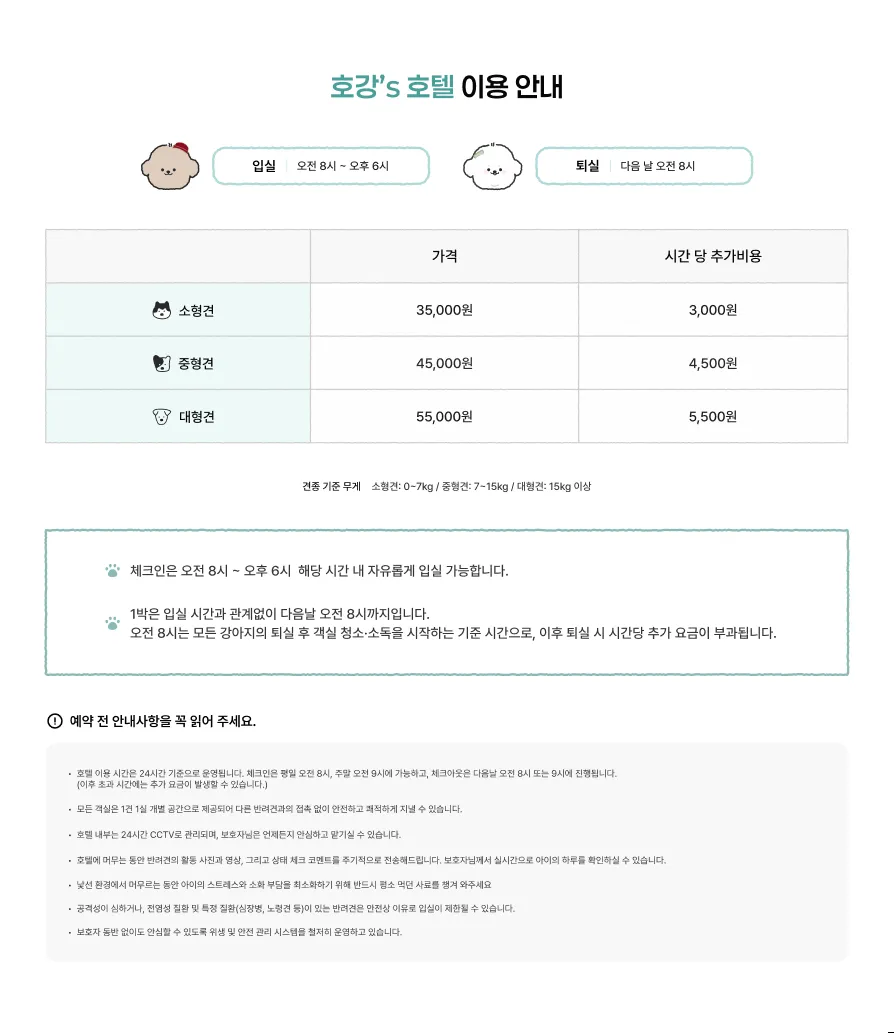 호강's 호텔 이용 안내
입실 오전 8시 ~ 오후 6시
퇴실 다음 날 오전 8시
가격 시간 당 추가비용
소형견 35,000원 3,000원
중형견 45,000원 4,500원
대형견 55,000원 5,500원
견종 기준 무게 소형견: 0~7kg / 중형견: 7~15kg / 대형견: 15kg 이상
체크인은 오전 8시 ~ 오후 6시 해당 시간 내 자유롭게 입실 가능합니다.
1박은 입실 시간과 관계없이 다음날 오전 8시까지입니다.
오전 8시는 모든 강아지의 퇴실 후 객실 청소·소독을 시작하는 기준 시간으로, 이후 퇴실 시 시간당 추가 요금이 부과됩니다.
예약 전 안내사항을 꼭 읽어 주세요.
• 호텔 이용 시간은 24시간 기준으로 운영됩니다. 체크인은 평일 오전 8시, 주말 오전 9시에 가능하고, 체크아웃은 다음날 오전 8시 또는 9시에 진행됩니다.
(이후 초과 시간에는 추가 요금이 발생할 수 있습니다.)
• 모든 객실은 1견 1실 개별 공간으로 제공되어 다른 반려견과의 접촉 없이 안전하고 쾌적하게 지낼 수 있습니다.
• 호텔 내부는 24시간 CCTV로 관리되며, 보호자님은 언제든지 안심하고 맡기실 수 있습니다.
• 호텔에 머무는 동안 반려견의 활동 사진과 영상, 그리고 상태 체크 코멘트를 주기적으로 전송해드립니다. 보호자님께서 실시간으로 아이의 하루를 확인하실 수 있습니다.
• 낯선 환경에서 머무르는 동안 아이의 스트레스와 소화 부담을 최소화하기 위해 반드시 평소 먹던 사료를 챙겨 와주세요
• 공격성이 심하거나, 전염성 질환 및 특정 질환(심장병, 노령견 등)이 있는 반려견은 안전상 이유로 입실이 제한될 수 있습니다.
• 보호자 동반 없이도 안심할 수 있도록 위생 및 안전 관리 시스템을 철저히 운영하고 있습니다.